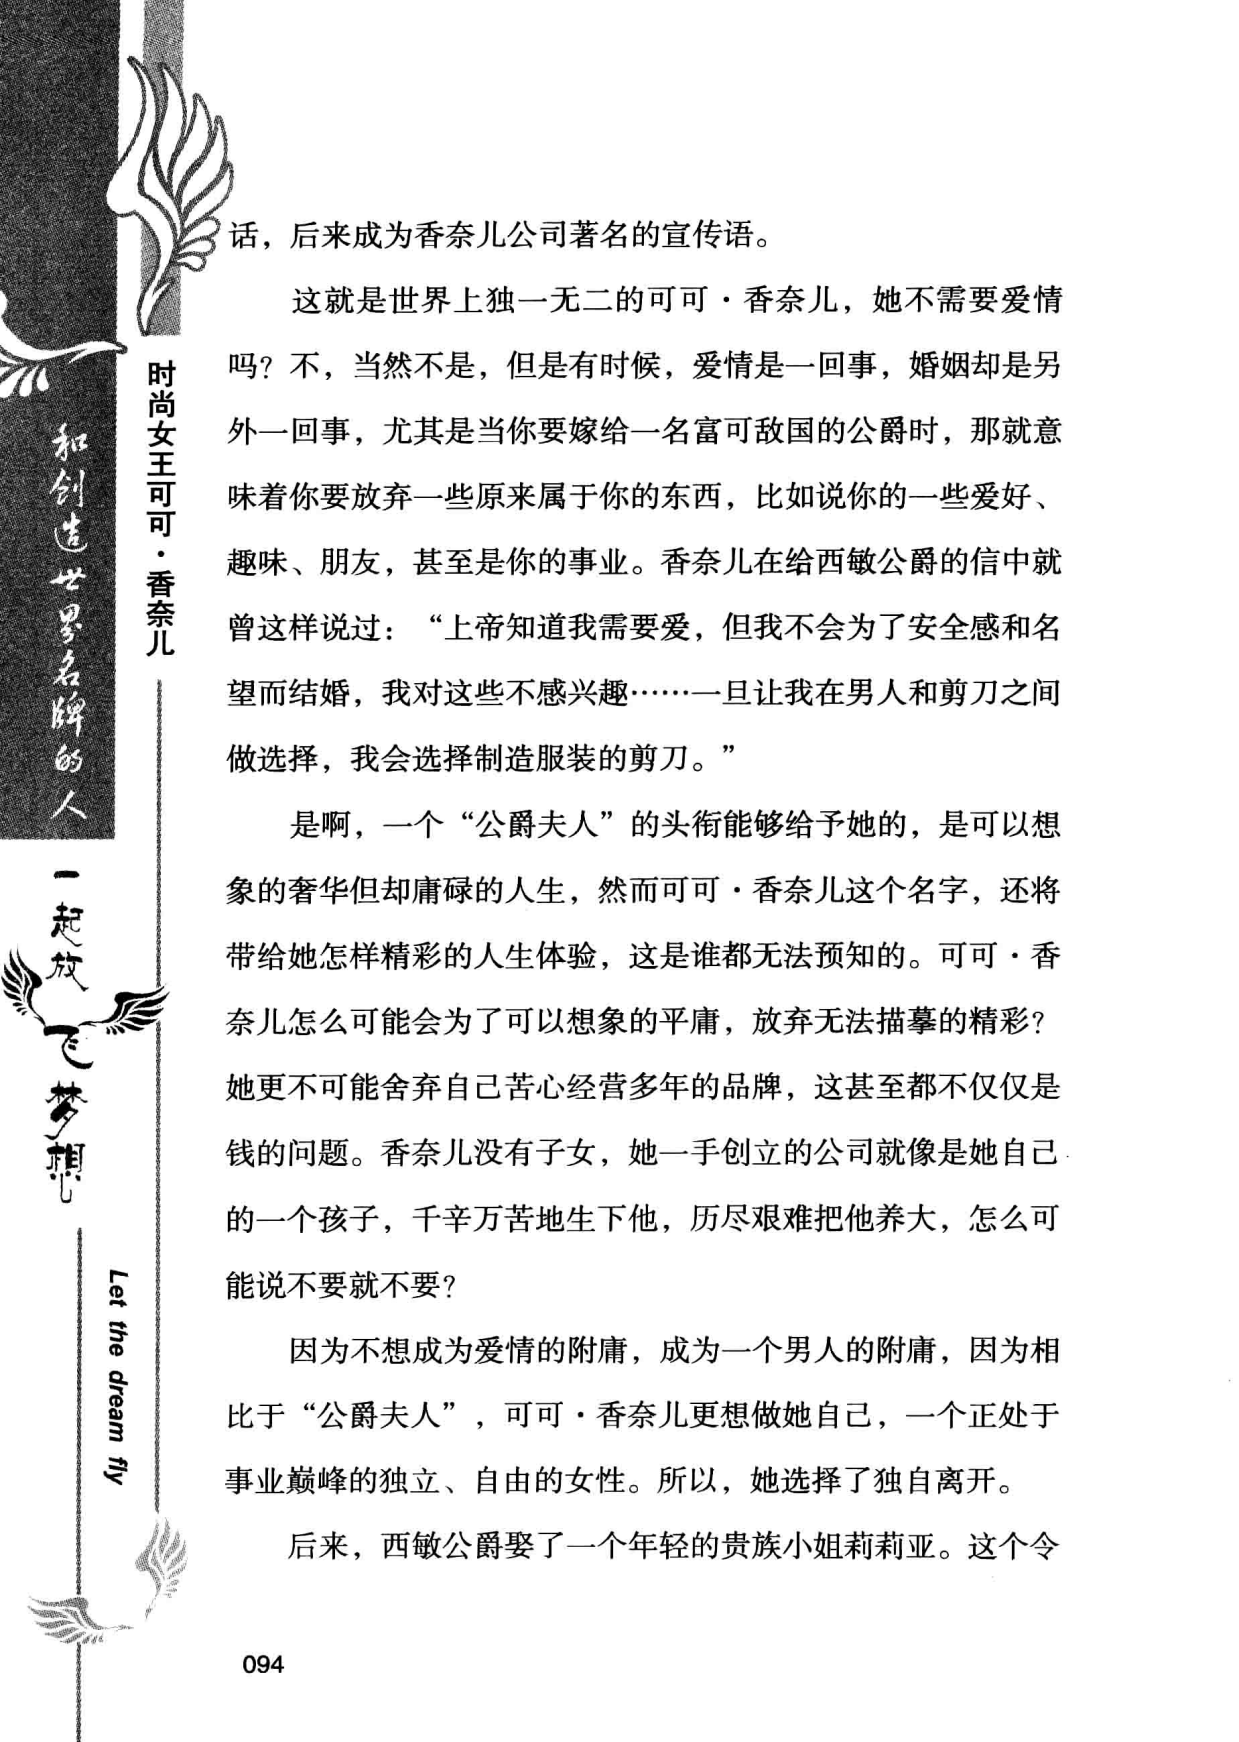 和创造世界名牌的人
一起放飞梦想
Let the dream fly
时尚女王可可·香奈儿
话，后来成为香奈儿公司著名的宣传语。
这就是世界上独一无二的可可·香奈儿，她不需要爱情
吗？不，当然不是，但是有时候，爱情是一回事，婚姻却是另
外一回事，尤其是当你要嫁给一名富可敌国的公爵时，那就意
味着你要放弃一些原来属于你的东西，比如说你的一些爱好、
趣味、朋友，甚至是你的事业。香奈儿在给西敏公爵的信中就
曾这样说过：“上帝知道我需要爱，但我不会为了安全感和名
望而结婚，我对这些不感兴趣……一旦让我在男人和剪刀之间
做选择，我会选择制造服装的剪刀。”
是啊，一个“公爵夫人”的头衔能够给予她的，是可以想
象的奢华但却庸碌的人生，然而可可·香奈儿这个名字，还将
带给她怎样精彩的人生体验，这是谁都无法预知的。可可·香
奈儿怎么可能会为了可以想象的平庸，放弃无法描摹的精彩？
她更不可能舍弃自己苦心经营多年的品牌，这甚至都不仅仅是
钱的问题。香奈儿没有子女，她一手创立的公司就像是她自己
的一个孩子，千辛万苦地生下他，历尽艰难把他养大，怎么可
能说不要就不要？
因为不想成为爱情的附庸，成为一个男人的附庸，因为相
比于“公爵夫人”，可可·香奈儿更想做她自己，一个正处于
事业巅峰的独立、自由的女性。所以，她选择了独自离开。
后来，西敏公爵娶了一个年轻的贵族小姐莉莉亚。这个令
094